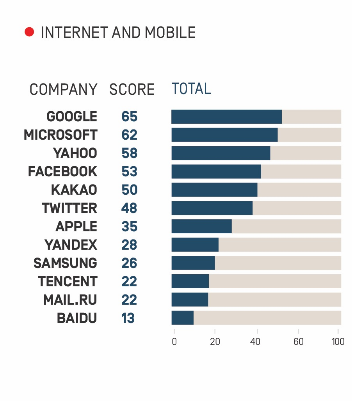 INTERNET AND MOBILE
COMPANY SCORE TOTAL
GOOGLE 65
MICROSOFT 62
YAHOO 58
FACEBOOK 53
KAKAO 50
TWITTER 48
APPLE 35
YANDEX 28
SAMSUNG 26
TENCENT 22
MAIL.RU 22
BAIDU 13
0 20 40 60 100